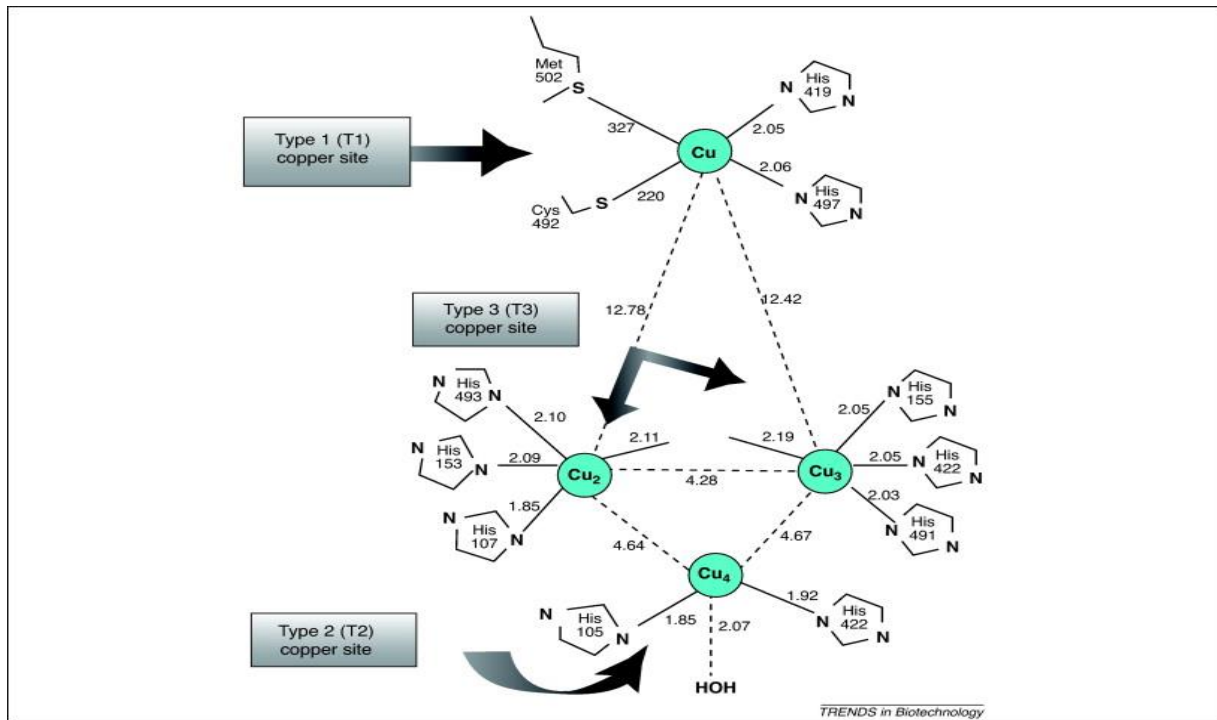 Met
502
S
His
419
N
N
327
2.05
Type 1 (T1)
copper site
Cu
2.06
220
S
Cys
492
N
His
497
N
12.78
12.42
Type 3 (T3)
copper site
N
His
493
N
2.10
2.11
2.19
2.05
His
155
N
N
N
His
153
N
2.09
Cu2
4.28
Cu3
2.05
N
His
422
N
1.85
2.03
N
His
107
N
4.64
4.67
N
His
491
N
Cu4
1.92
N
His
105
N
1.85
2.07
N
His
422
N
Type 2 (T2)
copper site
HOH
TRENDS in Biotechnology